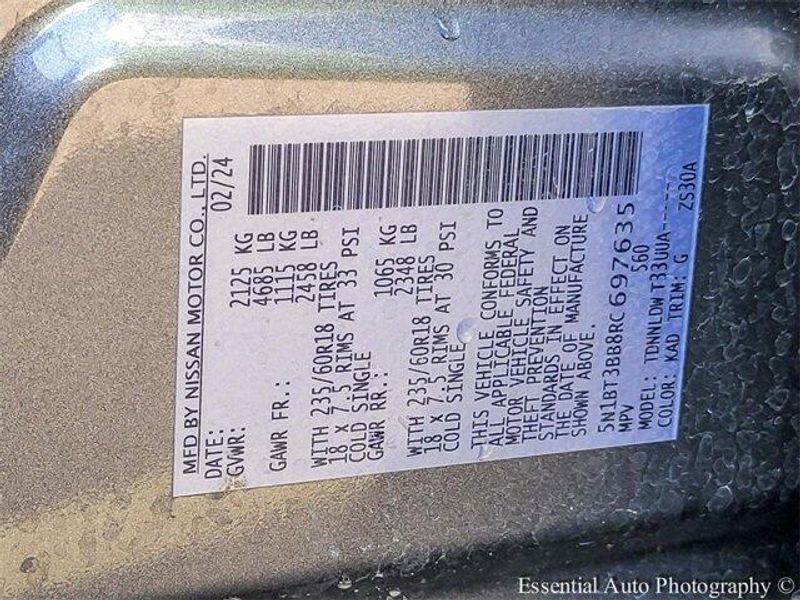 MFD BY NISSAN MOTOR CO., LTD.
DATE: 02/24
GVWR: 2125 KG
4685 LB
GAWR FR.: 1115 KG
2458 LB
WITH 235/60R18 TIRES
18 X 7.5 RIMS AT 33 PSI
COLD SINGLE
GAWR RR.: 1065 KG
2348 LB
WITH 235/60R18 TIRES
18 X 7.5 RIMS AT 30 PSI
COLD SINGLE
THIS VEHICLE CONFORMS TO
ALL APPLICABLE FEDERAL
MOTOR VEHICLE SAFETY AND
THEFT PREVENTION
STANDARDS IN EFFECT ON
THE DATE OF MANUFACTURE
SHOWN ABOVE.
5N1BT3BB8RC697635
MPV 560
MODEL: TDNNLDW T33UUA-----
COLOR: KAD TRIM: G ZS30A
Essential Auto Photography ©